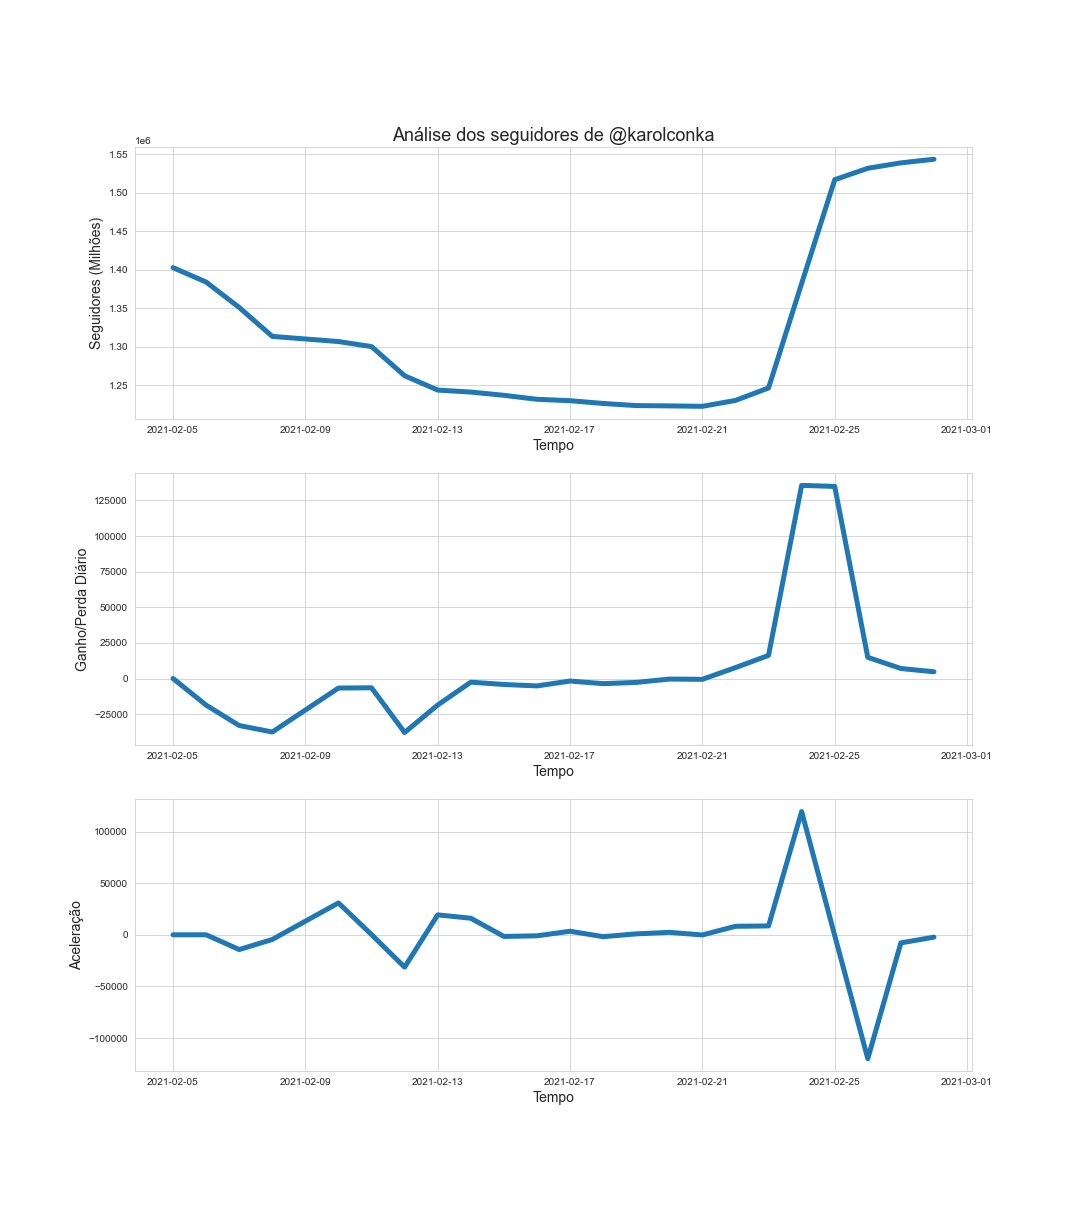 Análise dos seguidores de @karolconka
1e6
1.55
1.50
1.45
1.40
1.35
1.30
1.25
Seguidores (Milhões)
2021-02-05 2021-02-09 2021-02-13 2021-02-17 2021-02-21 2021-02-25 2021-03-01
Tempo
125000
100000
75000
50000
25000
0
−25000
Ganho/Perda Diário
2021-02-05 2021-02-09 2021-02-13 2021-02-17 2021-02-21 2021-02-25 2021-03-01
Tempo
100000
50000
0
−50000
−100000
Aceleração
2021-02-05 2021-02-09 2021-02-13 2021-02-17 2021-02-21 2021-02-25 2021-03-01
Tempo